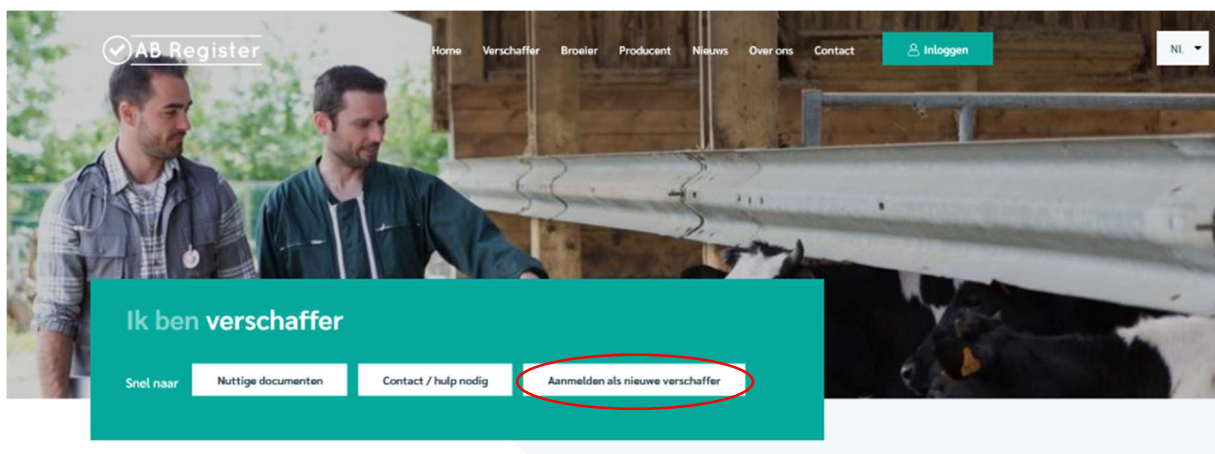 AB Register
Home Verschaffer Broeier Producent Nieuws Over ons Contact Inloggen NL
Ik ben verschaffer
Snel naar Nuttige documenten Contact / hulp nodig Aanmelden als nieuwe verschaffer